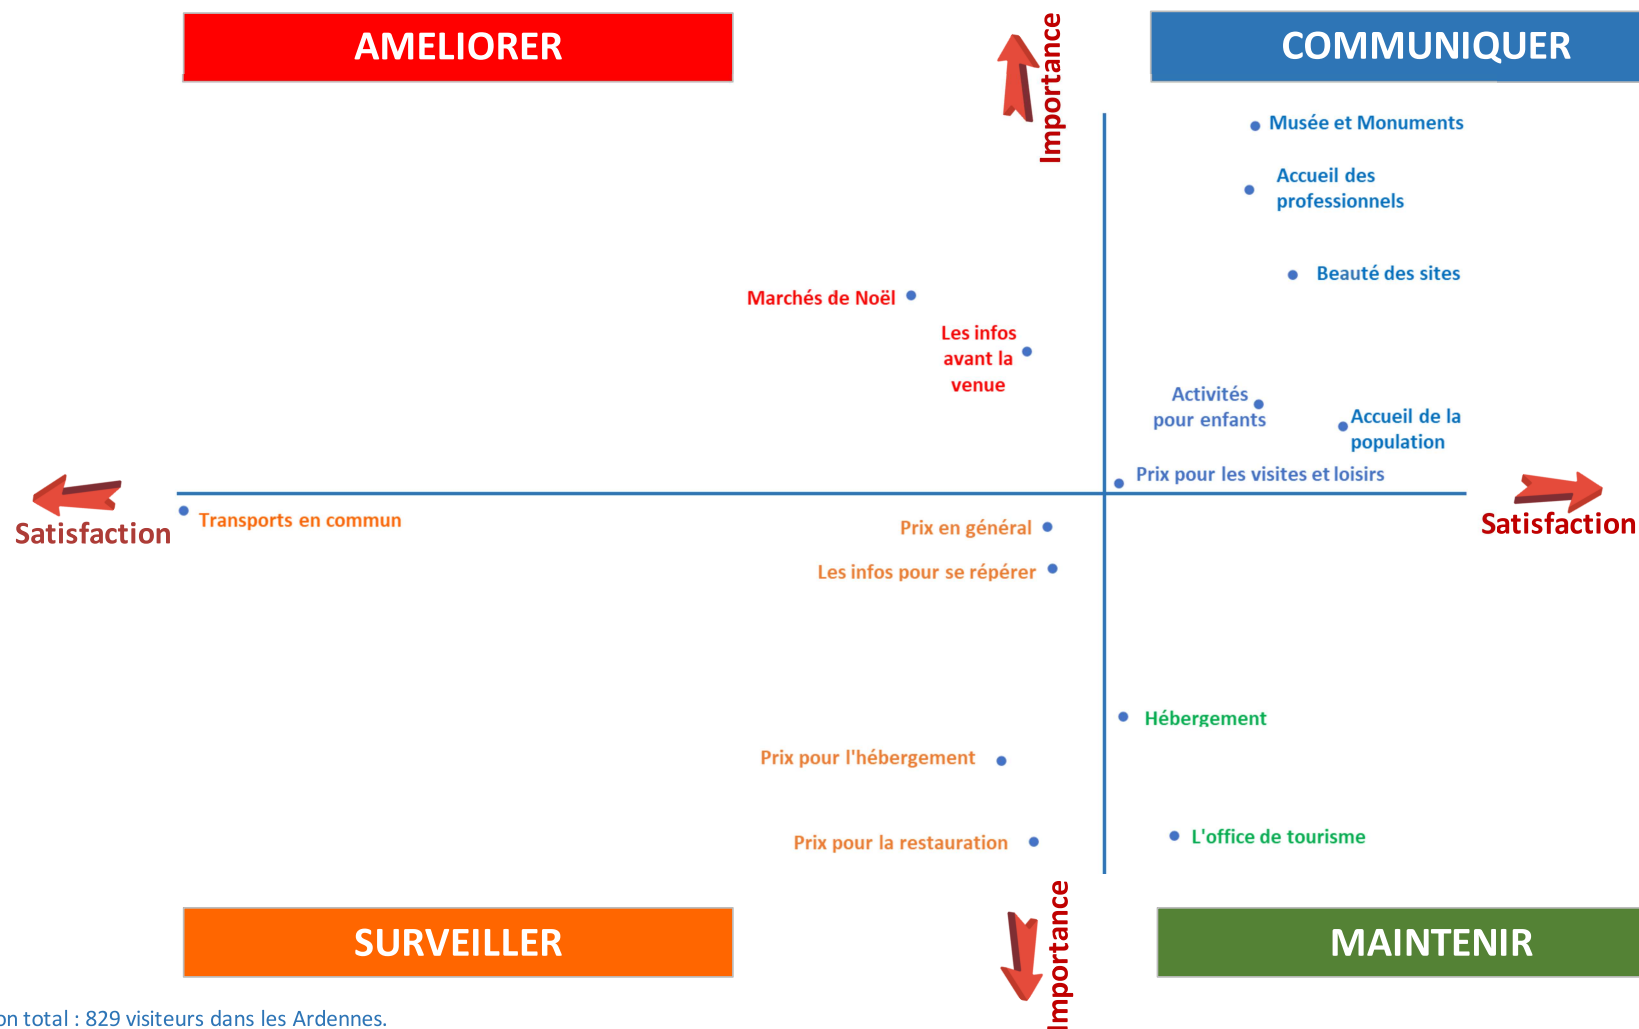 AMELIORER
COMMUNIQUER
Importance
Musée et Monuments
Accueil des
professionnels
Beauté des sites
Marchés de Noël
Les infos
avant la
venue
Activités
pour enfants
Accueil de la
population
Prix pour les visites et loisirs
Satisfaction
Transports en commun
Satisfaction
Prix en général
Les infos pour se répérer
Hébergement
Prix pour l'hébergement
Prix pour la restauration
L'office de tourisme
Importance
SURVEILLER
MAINTENIR
total : 829 visiteurs dans les Ardennes.